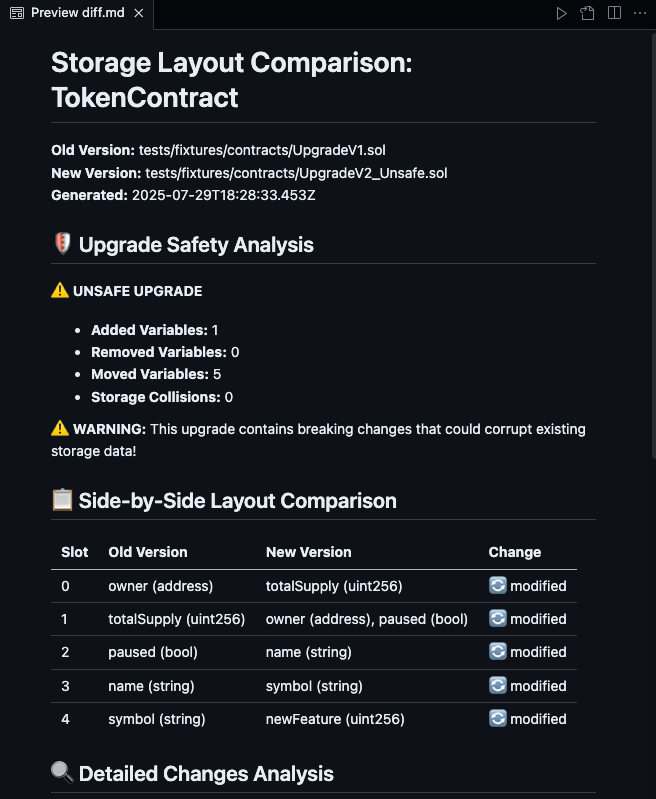 Preview diff.md
Storage Layout Comparison:
TokenContract
Old Version: tests/fixtures/contracts/UpgradeV1.sol
New Version: tests/fixtures/contracts/UpgradeV2_Unsafe.sol
Generated: 2025-07-29T18:28:33.453Z
Upgrade Safety Analysis
⚠️ UNSAFE UPGRADE
• Added Variables: 1
• Removed Variables: 0
• Moved Variables: 5
• Storage Collisions: 0
⚠️ WARNING: This upgrade contains breaking changes that could corrupt existing
storage data!
📋 Side-by-Side Layout Comparison
Slot Old Version New Version Change
0 owner (address) totalSupply (uint256) 🔄 modified
1 totalSupply (uint256) owner (address), paused (bool) 🔄 modified
2 paused (bool) name (string) 🔄 modified
3 name (string) symbol (string) 🔄 modified
4 symbol (string) newFeature (uint256) 🔄 modified
🔍 Detailed Changes Analysis